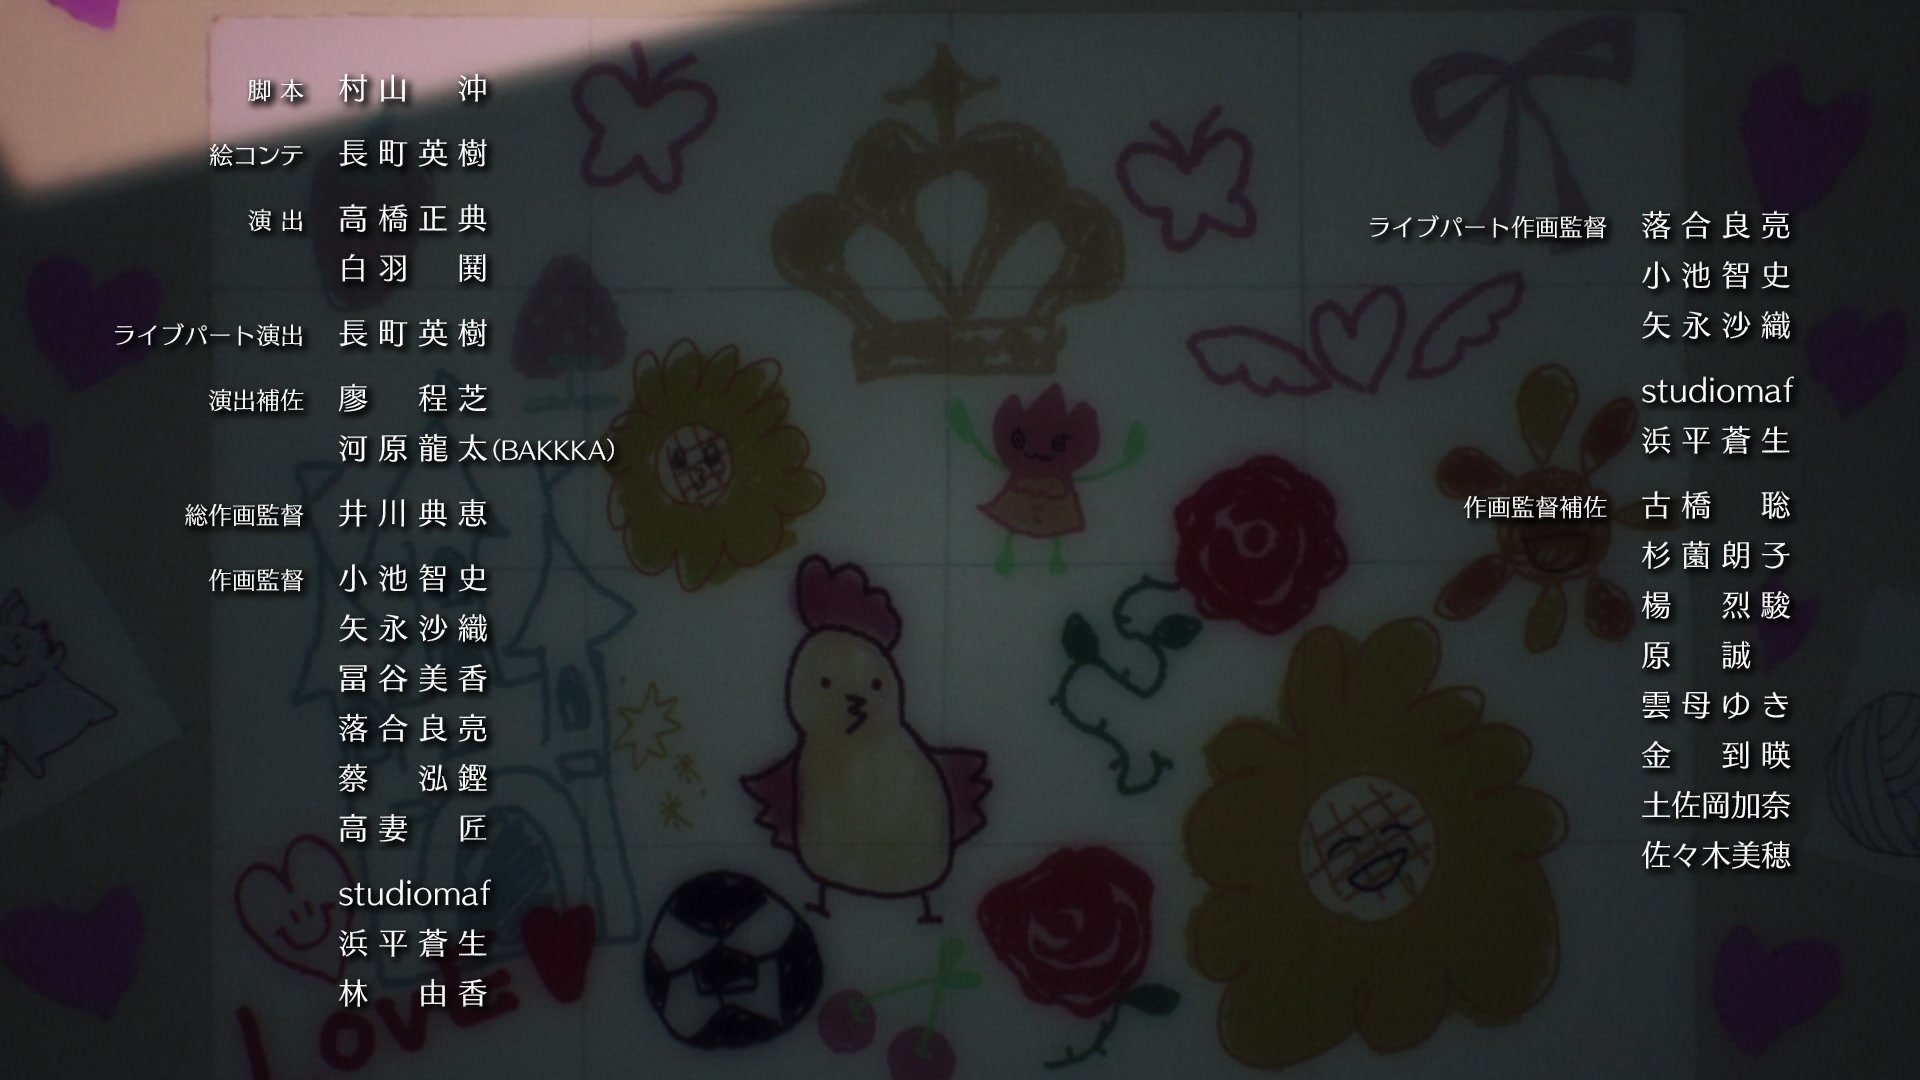 脚本 村山 沖
絵コンテ 長町英樹
演出 高橋正典
白羽 鬨
ライブパート演出 長町英樹
演出補佐 廖 程芝
河原龍太(BAKKKA)
総作画監督 井川典恵
作画監督 小池智史
矢永沙織
冨谷美香
落合良亮
蔡 泓鏗
高妻 匠
studiomaf
浜平蒼生
林 由香
ライブパート作画監督 落合良亮
小池智史
矢永沙織
studiomaf
浜平蒼生
作画監督補佐 古橋 聡
杉薗朗子
楊 烈駿
原 誠
雲母ゆき
金 到暎
土佐岡加奈
佐々木美穂
LOVE